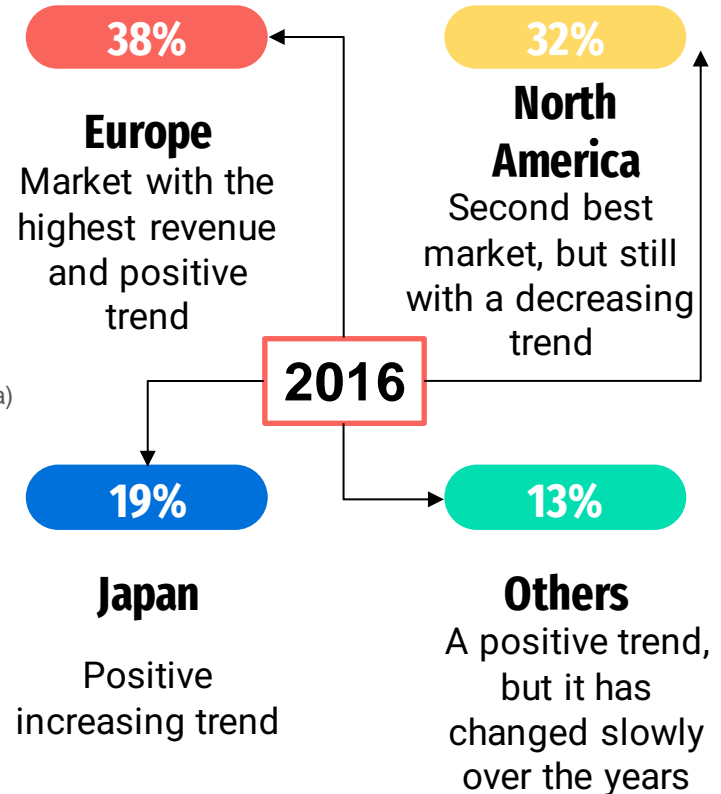 38%
Europe
Market with the
highest revenue
and positive
trend
32%
North
America
Second best
market, but still
with a decreasing
trend
2016
a)
19%
Japan
Positive
increasing trend
13%
Others
A positive trend,
but it has
changed slowly
over the years